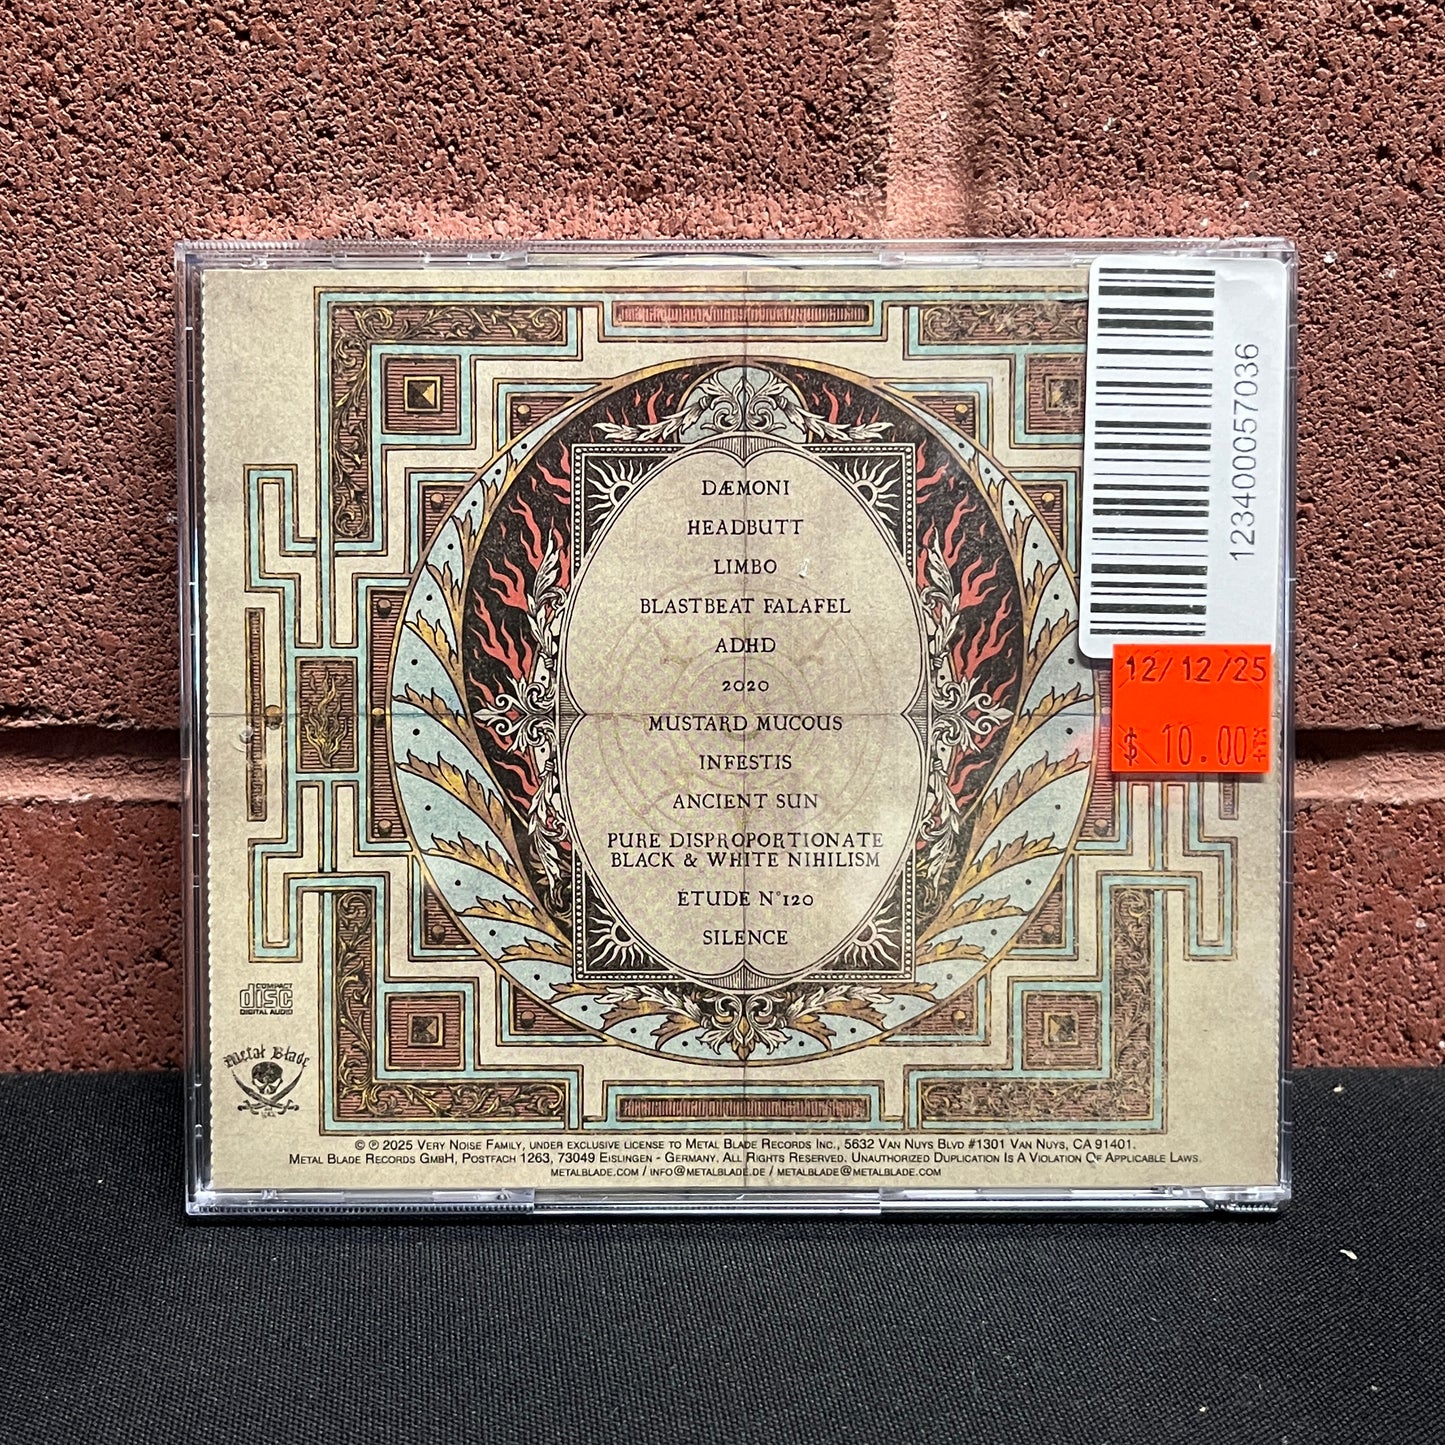 DÆMONI
HEADBUTT
LIMBO
BLASTBEAT FALAFEL
ADHD
2020
MUSTARD MUCOUS
INFESTIS
ANCIENT SUN
PURE DISPROPORTIONATE
BLACK & WHITE NIHILISM
ÉTUDE N°120
SILENCE
12340057036
12/12/25
$ 10.00 +TX
COMPACT
disc
DIGITAL AUDIO
Metal Blade
© ℗ 2025 Very Noise Family, under exclusive license to Metal Blade Records Inc., 5632 Van Nuys Blvd #1301 Van Nuys, CA 91401.
Metal Blade Records GmbH, Postfach 1263, 73049 Eislingen - Germany. All Rights Reserved. Unauthorized Duplication Is A Violation Of Applicable Laws.
metalblade.com / info@metalblade.de / metalblade@metalblade.com